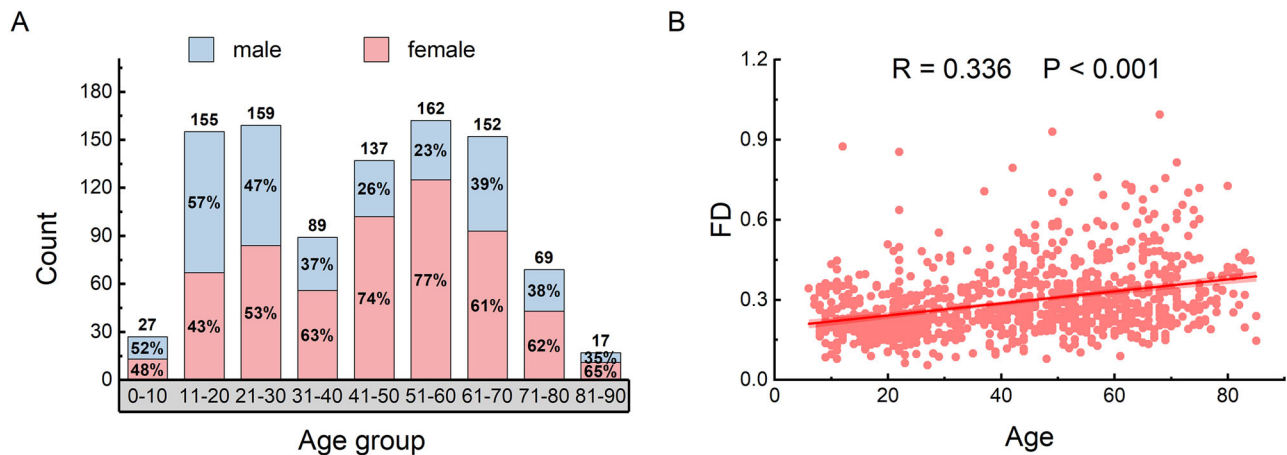 A
male female
180
150
120
90
60
30
0
Count
27 155 159 89 137 162 152 69 17
52% 57% 47% 37% 26% 23% 39% 38% 35%
48% 43% 53% 63% 74% 77% 61% 62% 65%
0-10 11-20 21-30 31-40 41-50 51-60 61-70 71-80 81-90
Age group
B
R = 0.336 P < 0.001
1.2
0.9
0.6
0.3
0.0
FD
0 20 40 60 80
Age